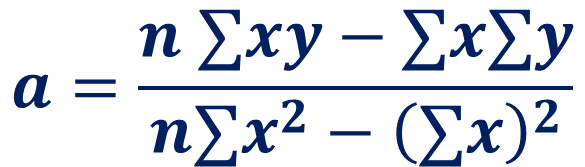 a = (n ∑xy − ∑x∑y) / (n∑x² − (∑x)²)